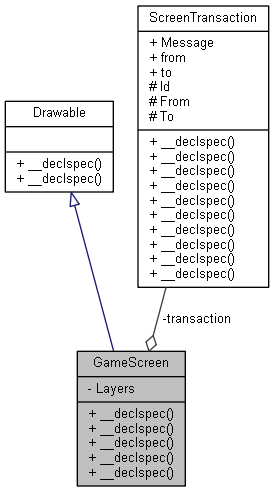 ScreenTransaction
+ Message
+ from
+ to
# Id
# From
# To
+ __declspec()
+ __declspec()
+ __declspec()
+ __declspec()
+ __declspec()
+ __declspec()
+ __declspec()
+ __declspec()
+ __declspec()
+ __declspec()
Drawable
+ __declspec()
+ __declspec()
-transaction
GameScreen
- Layers
+ __declspec()
+ __declspec()
+ __declspec()
+ __declspec()
+ __declspec()